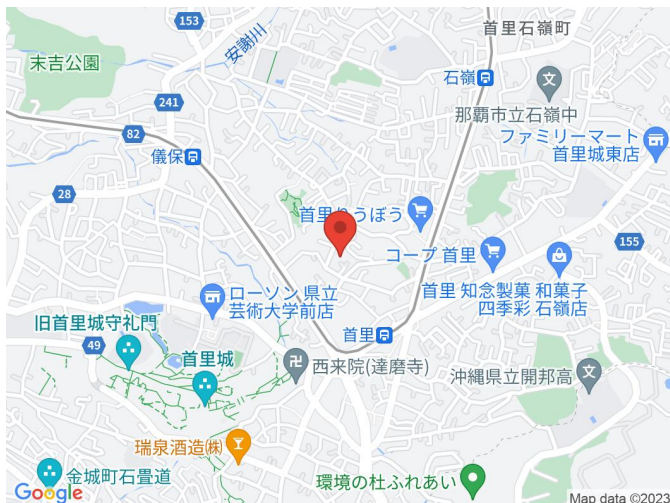 153
首里石嶺町
安謝川
末吉公園
石嶺
那覇市立石嶺中
241
82
ファミリーマート
首里城東店
儀保
28
首里りうぼう
155
コープ 首里
首里 知念製菓 和菓子
四季彩 石嶺店
ローソン 県立
芸術大学前店
旧首里城守礼門
49
首里
首里城
西来院(達磨寺)
沖縄県立開邦高
瑞泉酒造㈱
金城町石畳道
環境の杜ふれあい
Google
Map data ©2023